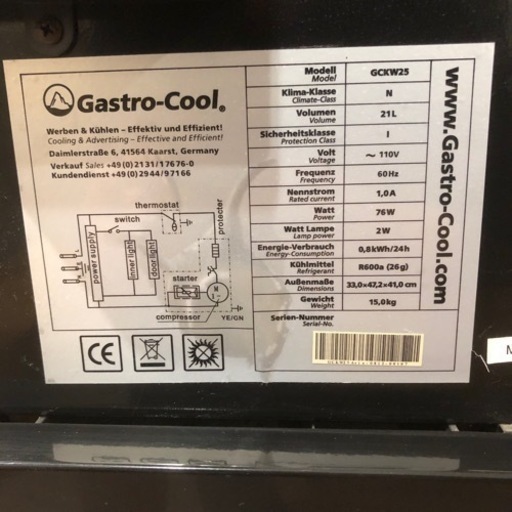 Gastro-Cool®
Werben & Kühlen – Effektiv und Effizient!
Cooling & Advertising – Effective and Efficient!
Daimlerstraße 6, 41564 Kaarst, Germany
Verkauf Sales +49(0)2131/17676-0
Kundendienst +49(0)2944/97166
thermostat
switch
protector
power supply
inner light
door light
starter
M
compressor
YE/GN
CE
Modell GCKW25
Model
Klima-Klasse N
Climate-Class
Volumen 21L
Volume
Sicherheitsklasse I
Protection Class
Volt ~ 110V
Voltage
Frequenz 60Hz
Frequency
Nennstrom 1,0A
Rated current
Watt 76W
Power
Watt Lampe 2W
Lamp power
Energie-Verbrauch 0,8kWh/24h
Energy-Consumption
Kühlmittel R600a (26g)
Refrigerant
Außenmaße 33,0×47,2×41,0cm
Dimensions
Gewicht 15,0kg
Weight
Serien-Nummer
Serial-No.
www.Gastro-Cool.com
M